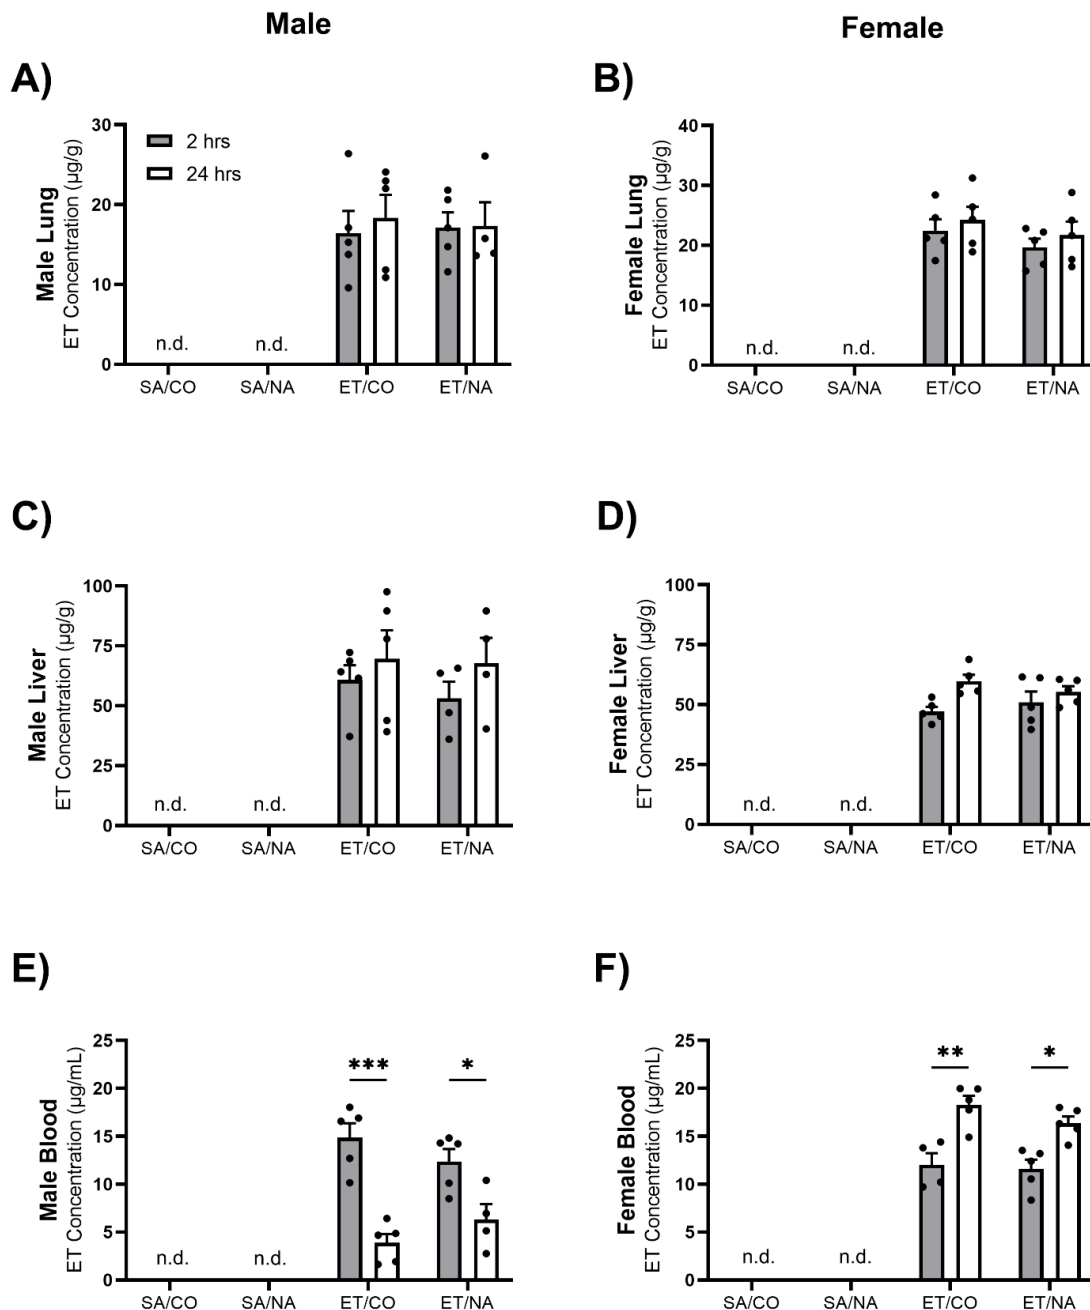 Male
Female
A)
B)
Male Lung
ET Concentration (µg/g)
30
20
10
0
2 hrs
24 hrs
n.d.
n.d.
SA/CO
SA/NA
ET/CO
ET/NA
Female Lung
ET Concentration (µg/g)
40
30
20
10
0
n.d.
n.d.
SA/CO
SA/NA
ET/CO
ET/NA
C)
D)
Male Liver
ET Concentration (µg/g)
100
75
50
25
0
n.d.
n.d.
SA/CO
SA/NA
ET/CO
ET/NA
Female Liver
ET Concentration (µg/g)
100
75
50
25
0
n.d.
n.d.
SA/CO
SA/NA
ET/CO
ET/NA
E)
F)
Male Blood
ET Concentration (µg/mL)
25
20
15
10
5
0
***
*
n.d.
n.d.
SA/CO
SA/NA
ET/CO
ET/NA
Female Blood
ET Concentration (µg/mL)
25
20
15
10
5
0
**
*
n.d.
n.d.
SA/CO
SA/NA
ET/CO
ET/NA